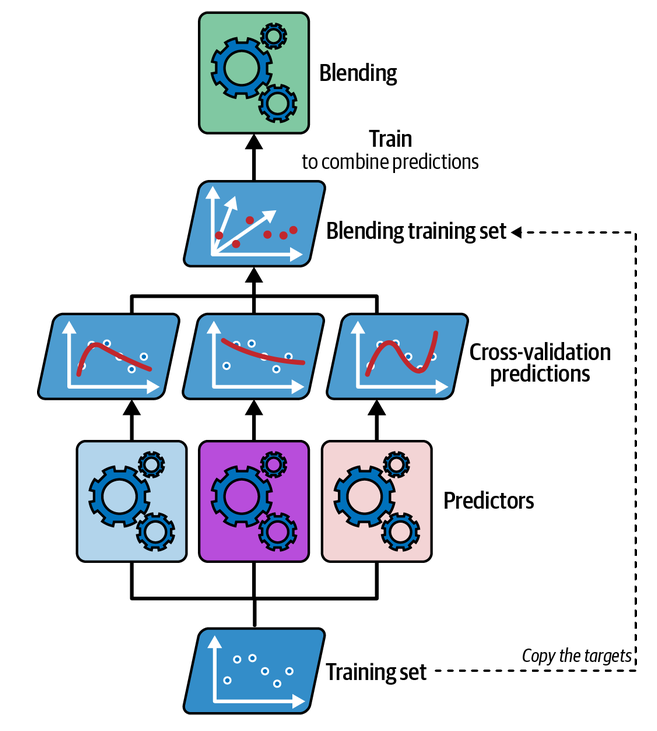 Blending
Train
to combine predictions
Blending training set
Cross-validation
predictions
Predictors
Copy the targets
Training set